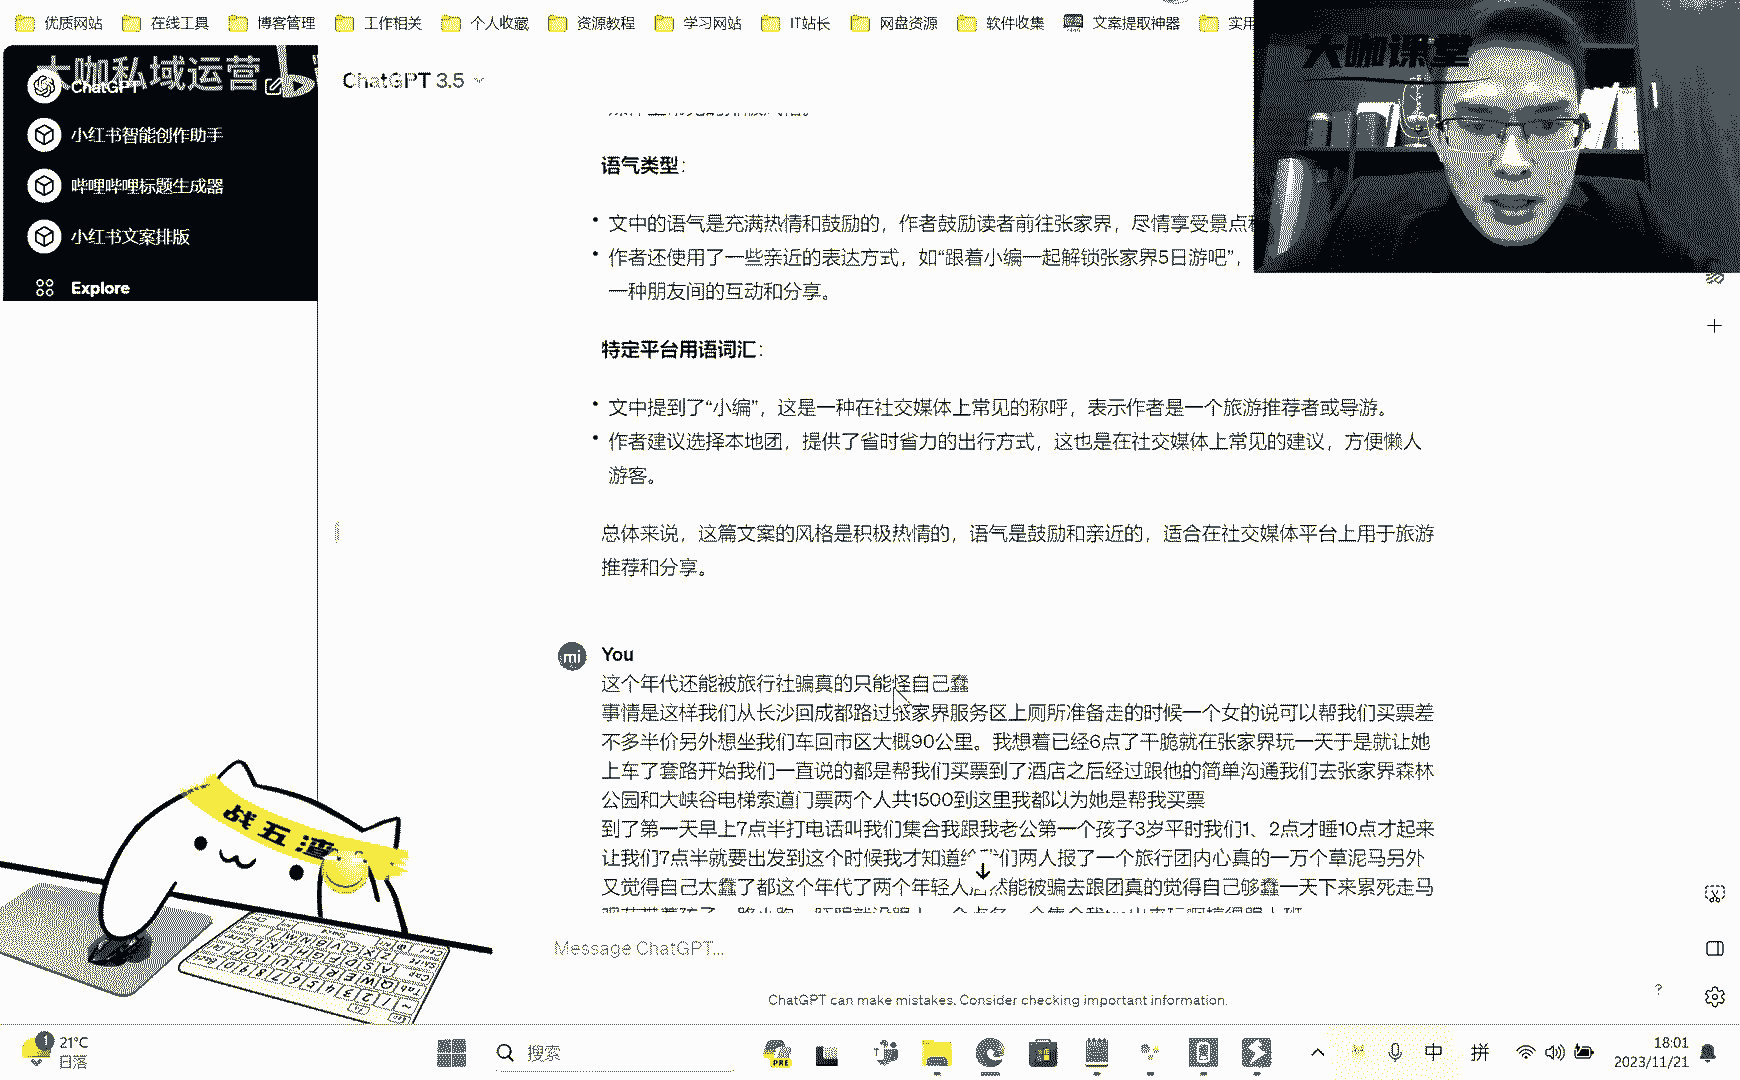 优质网站 在线工具 博客管理 工作相关 个人收藏 资源教程 学习网站 IT站长 网盘资源 软件收集 文案提取神器 实用
大咖私域运营
ChatGPT
小红书智能创作助手
哔哩哔哩标题生成器
小红书文案排版
Explore
ChatGPT 3.5
大咖课堂
语气类型:
• 文中的语气是充满热情和鼓励的，作者鼓励读者前往张家界，尽情享受景点
• 作者还使用了一些亲近的表达方式，如“跟着小编一起解锁张家界5日游吧”，
一种朋友间的互动和分享。
特定平台用语词汇:
• 文中提到了“小编”，这是一种在社交媒体上常见的称呼，表示作者是一个旅游推荐者或导游。
• 作者建议选择本地团，提供了省时省力的出行方式，这也是在社交媒体上常见的建议，方便懒人
游客。
总体来说，这篇文案的风格是积极热情的，语气是鼓励和亲近的，适合在社交媒体平台上用于旅游
推荐和分享。
mi
You
这个年代还能被旅行社骗真的只能怪自己蠢
事情是这样我们从长沙回成都路过张家界服务区上厕所准备走的时候一个女的说可以帮我们买票差
不多半价另外想坐我们车回市区大概90公里。我想着已经6点了干脆就在张家界玩一天于是就让她
上车了套路开始我们一直说的都是帮我们买票到了酒店之后经过跟他的简单沟通我们去张家界森林
公园和大峡谷电梯索道门票两个人共1500到这里我都以为她是帮我买票
到了第一天早上7点半打电话叫我们集合我跟我老公第一个孩子3岁平时我们1、2点才睡10点才起来
让我们7点半就要出发到这个时候我才知道给我们两人报了一个旅行团内心真的一万个草泥马另外
又觉得自己太蠢了都这个年代了两个年轻人居然能被骗去跟团真的觉得自己够蠢一天下来累死走马
Message ChatGPT...
ChatGPT can make mistakes. Consider checking important information.
?
战五渣
1
21°C
日落
搜索
PRE
中
拼
18:01
2023/11/21